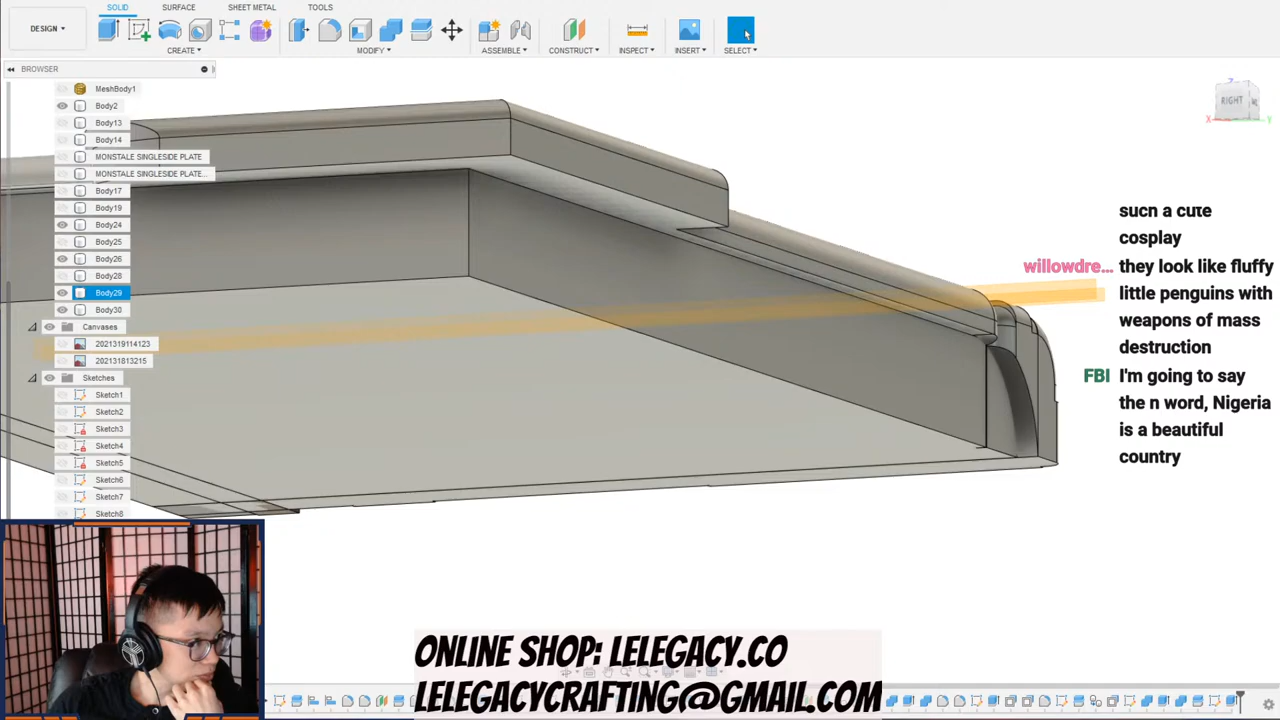 SOLID SURFACE SHEET METAL TOOLS
DESIGN ▾
CREATE ▾ MODIFY ▾ ASSEMBLE ▾ CONSTRUCT ▾ INSPECT ▾ INSERT ▾ SELECT ▾
BROWSER
MeshBody1
Body2
Body13
Body14
MONSTALE SINGLESIDE PLATE
MONSTALE SINGLESIDE PLATE...
Body17
Body19
Body24
Body25
Body26
Body28
Body29
Body30
Canvases
2021319114123
202131813215
Sketches
Sketch1
Sketch2
Sketch3
Sketch4
Sketch5
Sketch6
Sketch7
Sketch8
RIGHT
Z
X
Y
such a cute
cosplay
willowdre... they look like fluffy
little penguins with
weapons of mass
destruction
FBI I'm going to say
the n word, Nigeria
is a beautiful
country
ONLINE SHOP: LELEGACY.CO
LELEGACYCRAFTING@GMAIL.COM